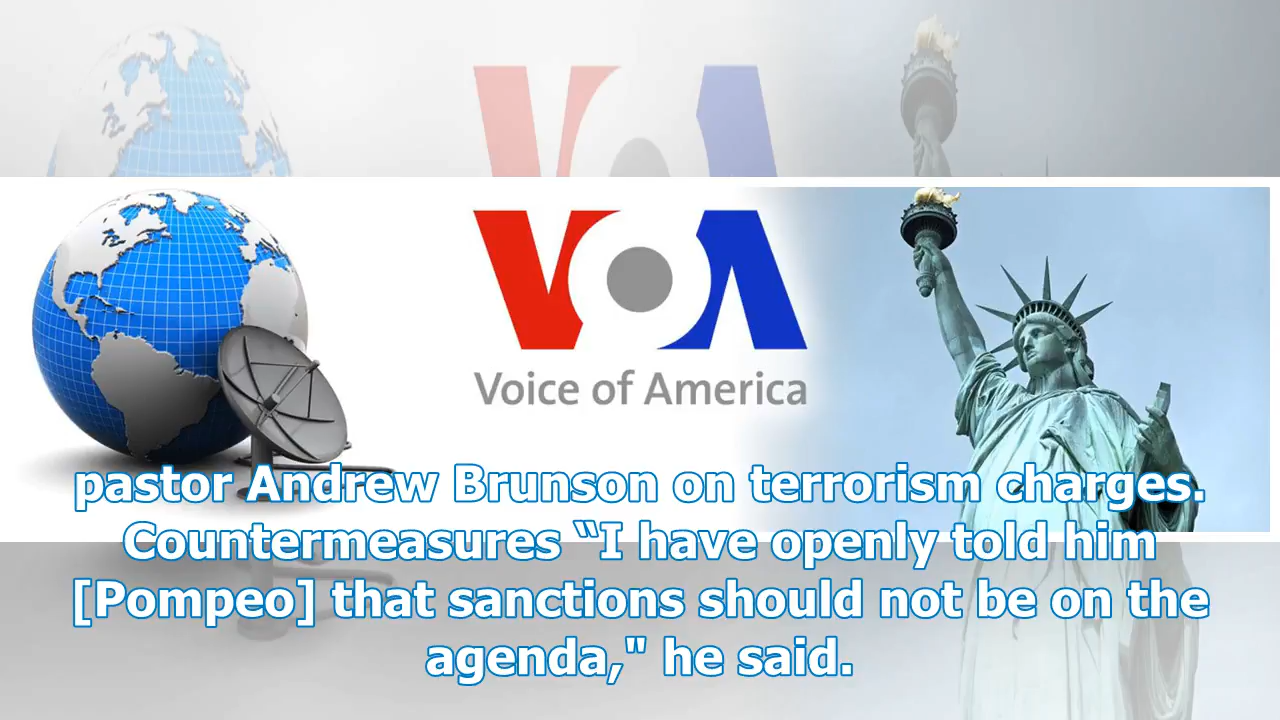 VOA
Voice of America
pastor Andrew Brunson on terrorism charges.
Countermeasures “I have openly told him
[Pompeo] that sanctions should not be on the
agenda," he said.